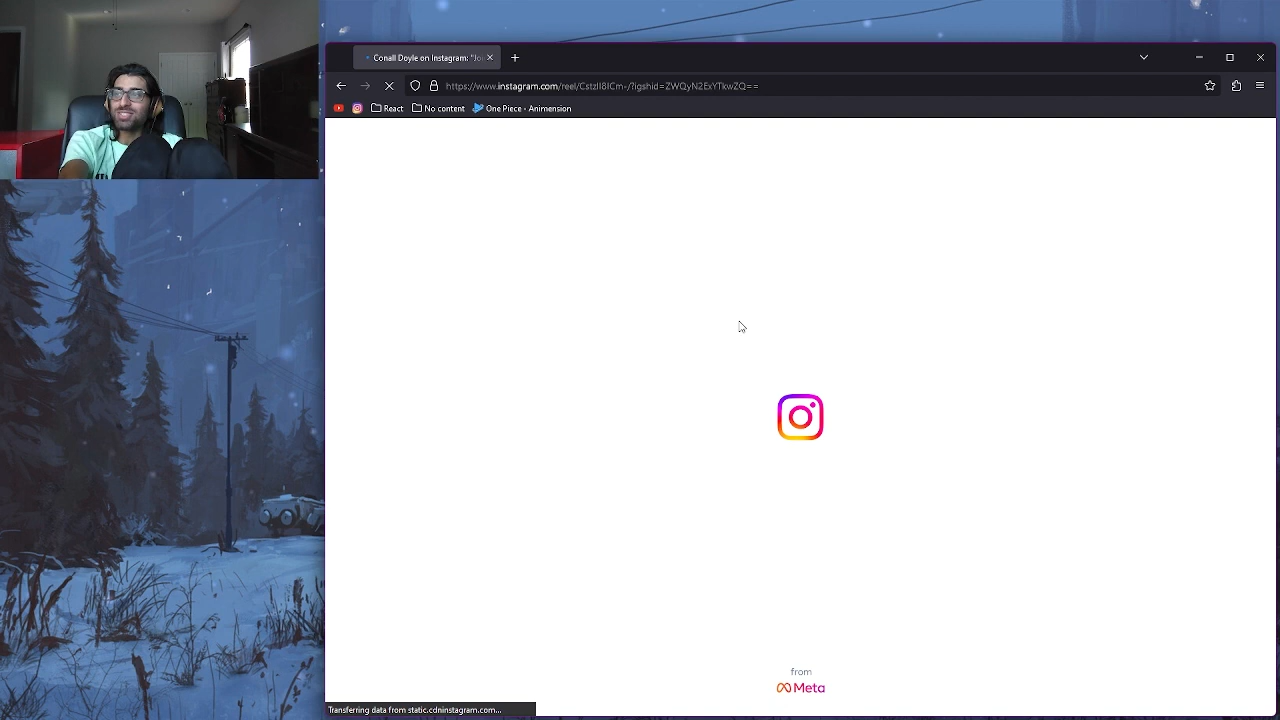 Conall Doyle on Instagram: "Jo
https://www.instagram.com/reel/CstzlI8ICm-/?igshid=ZWQyN2ExYTkwZQ==
React
No content
One Piece - Animension
from
Meta
Transferring data from static.cdninstagram.com...